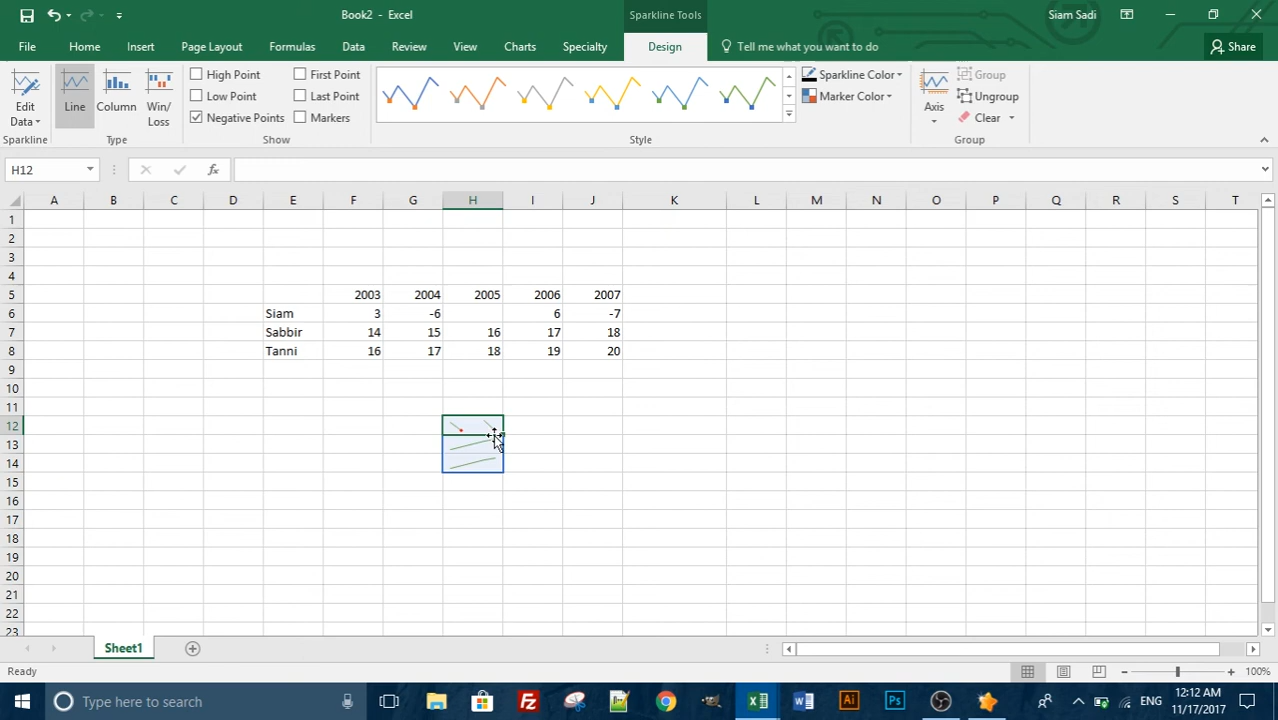 Book2 - Excel
Sparkline Tools
Siam Sadi
File
Home
Insert
Page Layout
Formulas
Data
Review
View
Charts
Specialty
Design
Tell me what you want to do
Share
Edit
Data
Line
Column
Win/
Loss
High Point
Low Point
Negative Points
First Point
Last Point
Markers
Sparkline Color
Marker Color
Axis
Group
Ungroup
Clear
Sparkline
Type
Show
Style
Group
H12
fx
A B C D E F G H I J K L M N O P Q R S T
1
2
3
4
5 2003 2004 2005 2006 2007
6 Siam 3 -6 6 -7
7 Sabbir 14 15 16 17 18
8 Tanni 16 17 18 19 20
9
10
11
12
13
14
15
16
17
18
19
20
21
22
23
Sheet1
Ready
100%
Type here to search
ENG
12:12 AM
11/17/2017